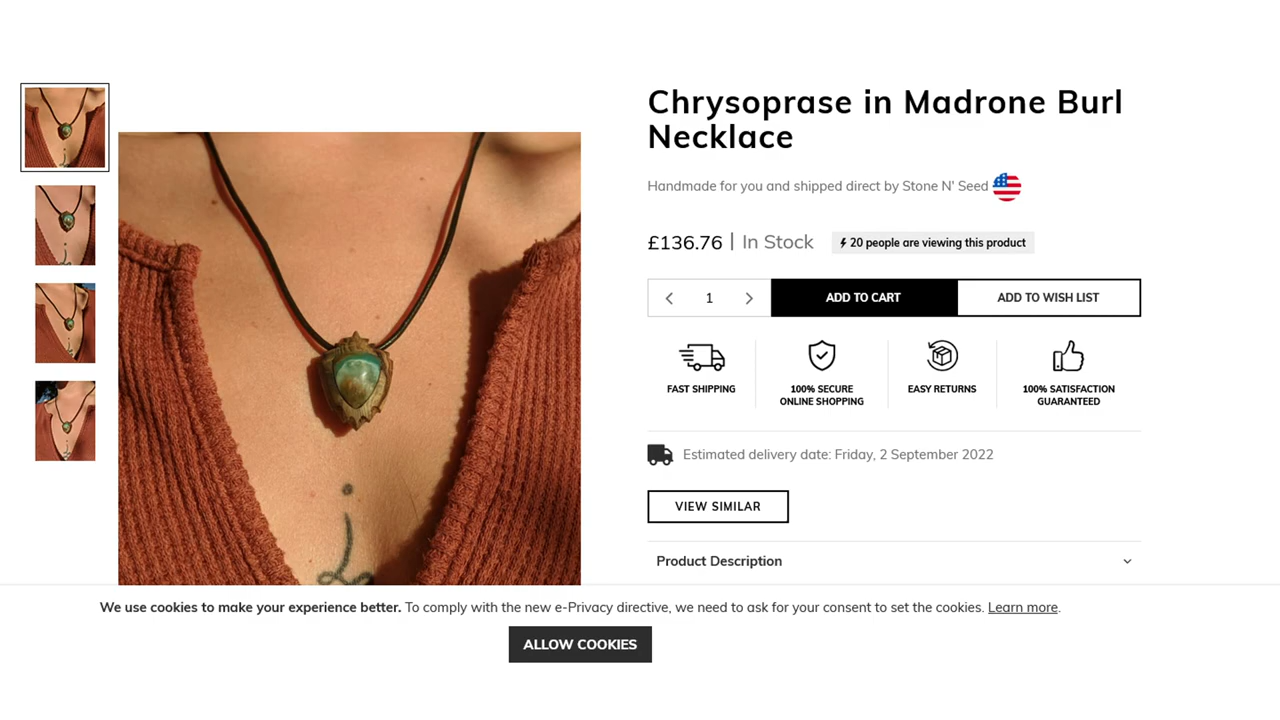 Chrysoprase in Madrone Burl
Necklace
Handmade for you and shipped direct by Stone N' Seed
£136.76 | In Stock
20 people are viewing this product
1
ADD TO CART
ADD TO WISH LIST
FAST SHIPPING
100% SECURE
ONLINE SHOPPING
EASY RETURNS
100% SATISFACTION
GUARANTEED
Estimated delivery date: Friday, 2 September 2022
VIEW SIMILAR
Product Description
We use cookies to make your experience better. To comply with the new e-Privacy directive, we need to ask for your consent to set the cookies. Learn more.
ALLOW COOKIES